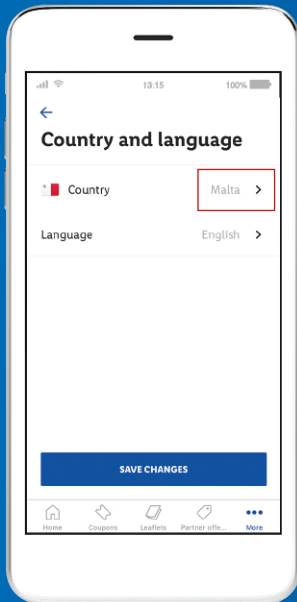 13:15 100%
Country and language
Country Malta
Language English
SAVE CHANGES
Home Coupons Leaflets Partner offe... More